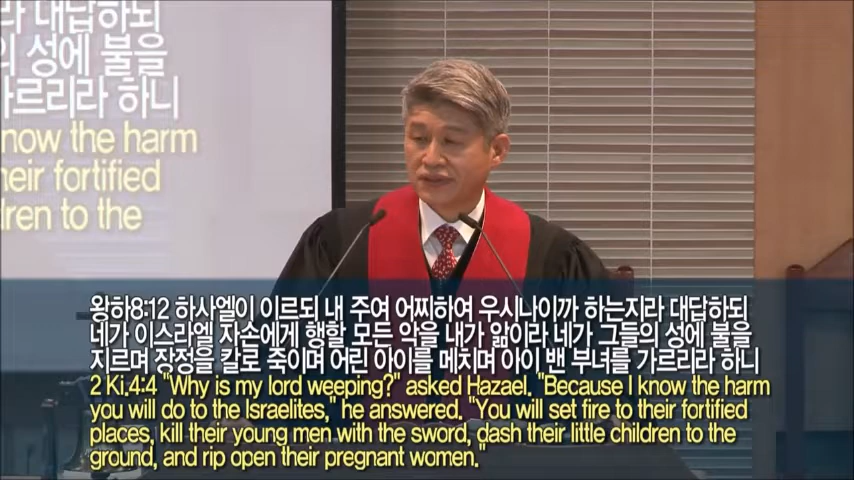 라 대답하되
의 성에 불을
가르리라 하니
now the harm
heir fortified
dren to the
왕하8:12 하사엘이 이르되 내 주여 어찌하여 우시나이까 하는지라 대답하되
네가 이스라엘 자손에게 행할 모든 악을 내가 앎이라 네가 그들의 성에 불을
지르며 장정을 칼로 죽이며 어린 아이를 메치며 아이 밴 부녀를 가르리라 하니
2 Ki.4:4 "Why is my lord weeping?" asked Hazael. "Because I know the harm
you will do to the Israelites," he answered. "You will set fire to their fortified
places, kill their young men with the sword, dash their little children to the
ground, and rip open their pregnant women."